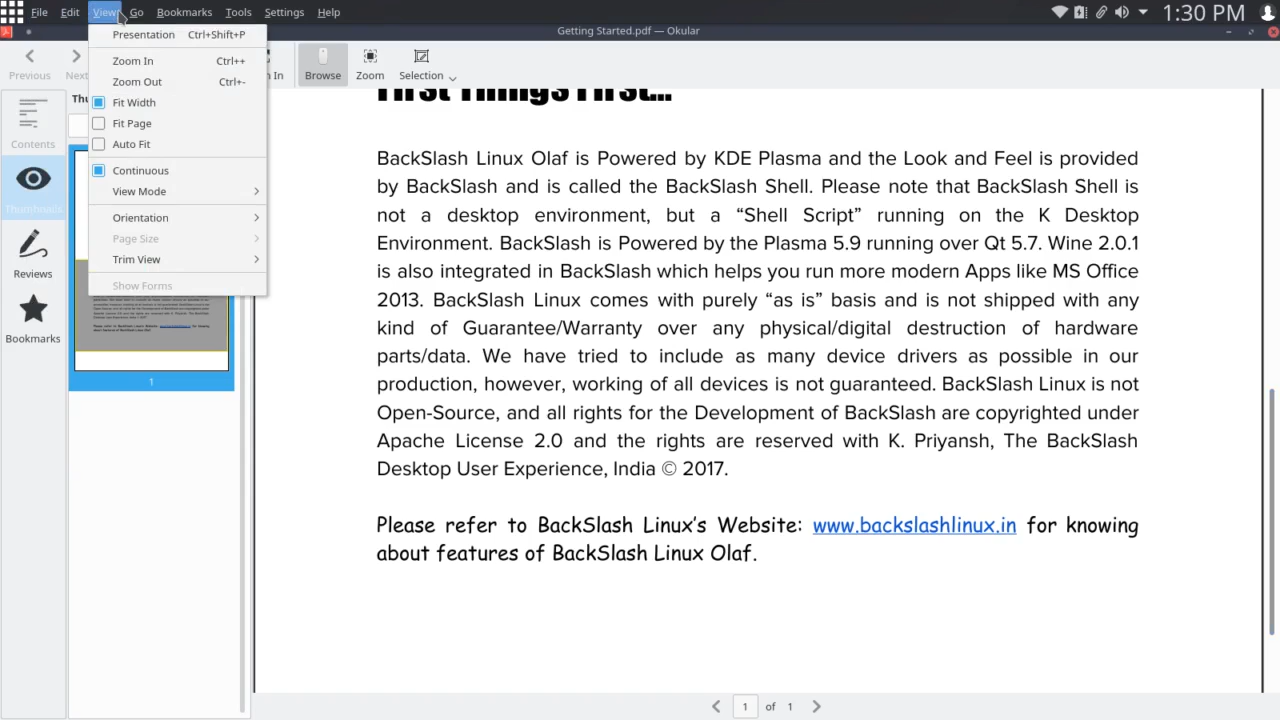 File Edit View Go Bookmarks Tools Settings Help 1:30 PM
Getting Started.pdf — Okular
Previous Next In Browse Zoom Selection
Presentation Ctrl+Shift+P
Zoom In Ctrl++
Zoom Out Ctrl+-
Fit Width
Fit Page
Auto Fit
Continuous
View Mode
Orientation
Page Size
Trim View
Show Forms
Contents
Thumbnails
Reviews
Bookmarks
Thu
1
First Things First...
BackSlash Linux Olaf is Powered by KDE Plasma and the Look and Feel is provided
by BackSlash and is called the BackSlash Shell. Please note that BackSlash Shell is
not a desktop environment, but a “Shell Script” running on the K Desktop
Environment. BackSlash is Powered by the Plasma 5.9 running over Qt 5.7. Wine 2.0.1
is also integrated in BackSlash which helps you run more modern Apps like MS Office
2013. BackSlash Linux comes with purely “as is” basis and is not shipped with any
kind of Guarantee/Warranty over any physical/digital destruction of hardware
parts/data. We have tried to include as many device drivers as possible in our
production, however, working of all devices is not guaranteed. BackSlash Linux is not
Open-Source, and all rights for the Development of BackSlash are copyrighted under
Apache License 2.0 and the rights are reserved with K. Priyansh, The BackSlash
Desktop User Experience, India © 2017.
Please refer to BackSlash Linux’s Website: www.backslashlinux.in for knowing
about features of BackSlash Linux Olaf.
1 of 1